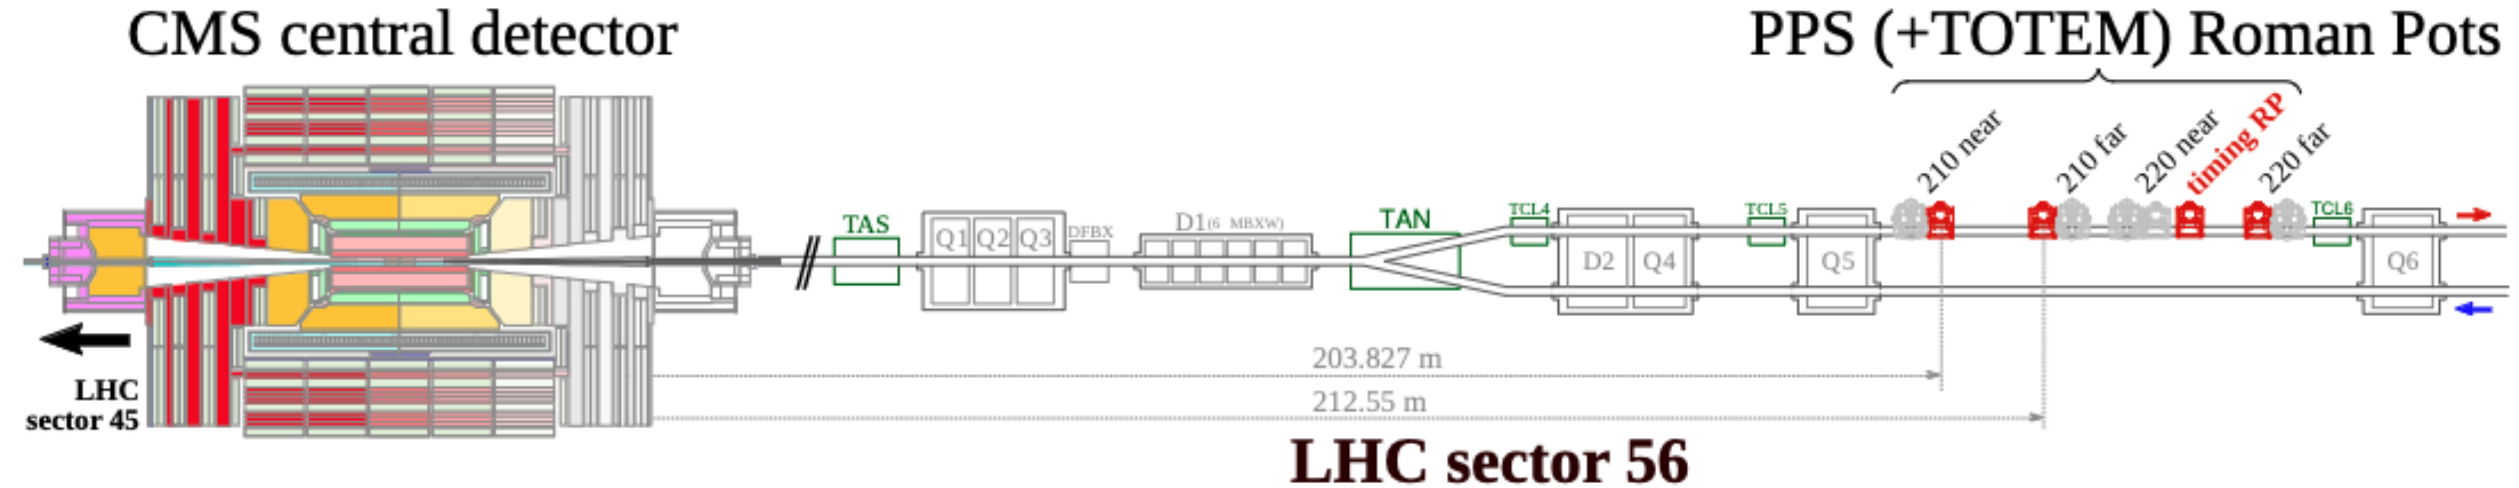 CMS central detector
PPS (+TOTEM) Roman Pots
210 near
210 far
220 near
timing RP
220 far
TAS
Q1 Q2 Q3
DFBX
D1(6 MBXW)
TAN
TCL4
D2
Q4
TCL5
Q5
TCL6
Q6
203.827 m
212.55 m
LHC
sector 45
LHC sector 56